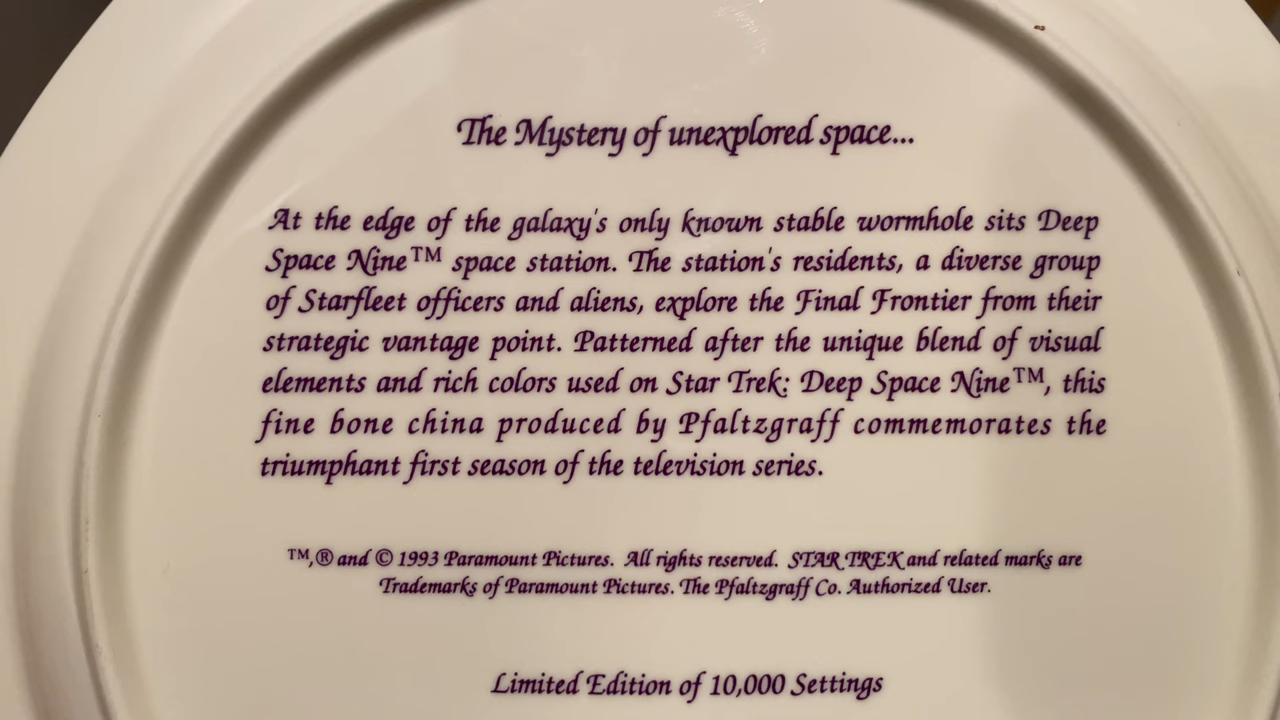 The Mystery of unexplored space...
At the edge of the galaxy's only known stable wormhole sits Deep
Space Nine™ space station. The station's residents, a diverse group
of Starfleet officers and aliens, explore the Final Frontier from their
strategic vantage point. Patterned after the unique blend of visual
elements and rich colors used on Star Trek: Deep Space Nine™, this
fine bone china produced by Pfaltzgraff commemorates the
triumphant first season of the television series.
™,® and © 1993 Paramount Pictures. All rights reserved. STAR TREK and related marks are
Trademarks of Paramount Pictures. The Pfaltzgraff Co. Authorized User.
Limited Edition of 10,000 Settings